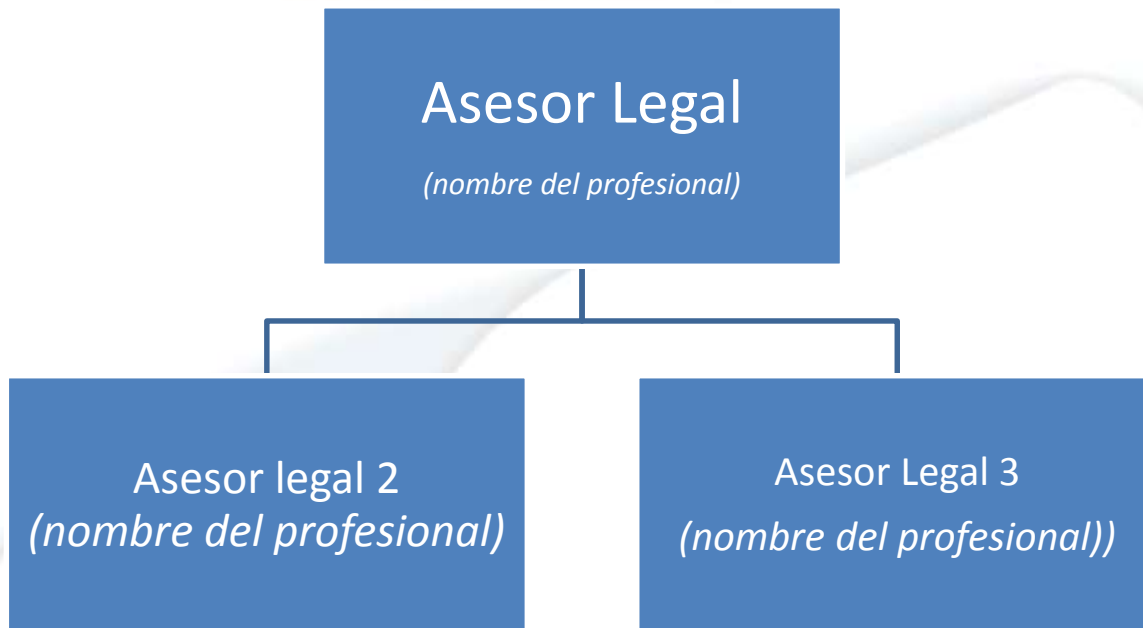 Asesor Legal
(nombre del profesional)
Asesor legal 2
(nombre del profesional)
Asesor Legal 3
(nombre del profesional))